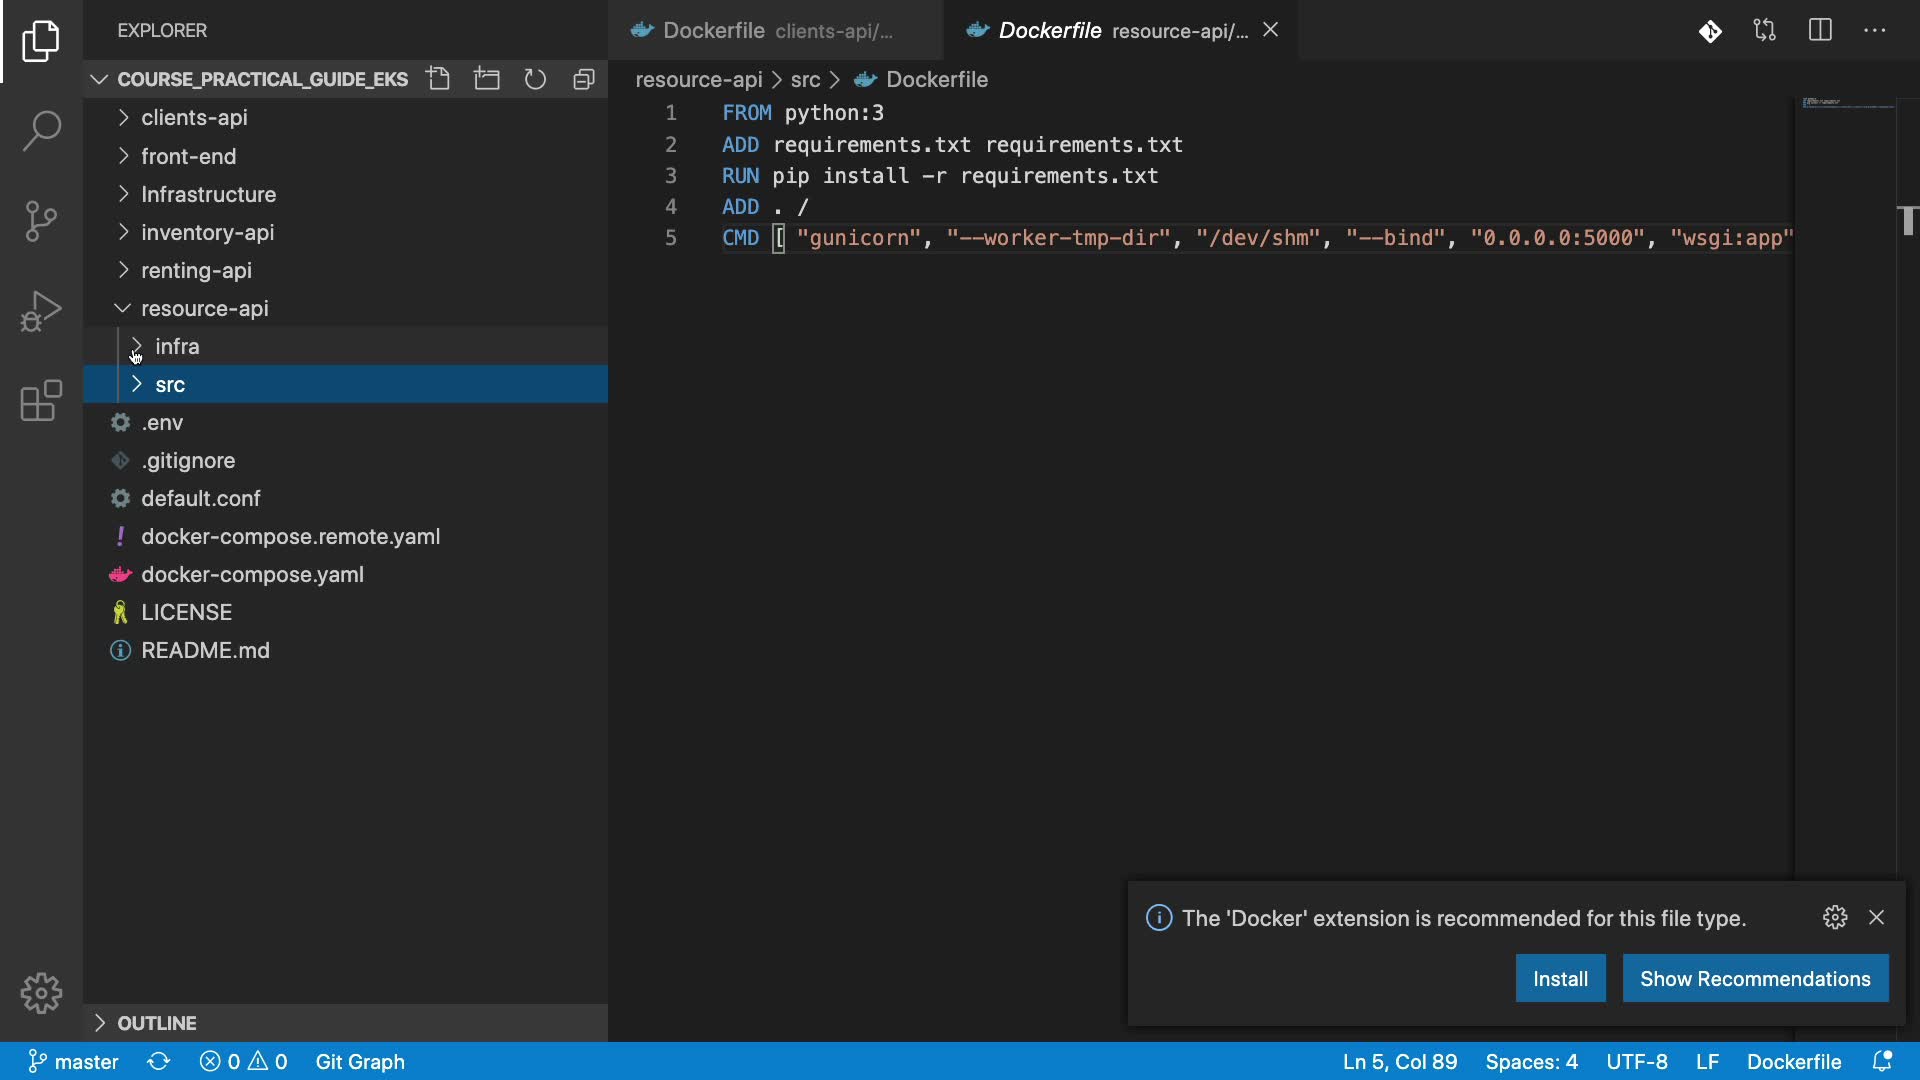 EXPLORER
COURSE_PRACTICAL_GUIDE_EKS
clients-api
front-end
Infrastructure
inventory-api
renting-api
resource-api
infra
src
.env
.gitignore
default.conf
docker-compose.remote.yaml
docker-compose.yaml
LICENSE
README.md
OUTLINE
Dockerfile clients-api/...
Dockerfile resource-api/...
resource-api > src > Dockerfile
1 FROM python:3
2 ADD requirements.txt requirements.txt
3 RUN pip install -r requirements.txt
4 ADD . /
5 CMD [ "gunicorn", "--worker-tmp-dir", "/dev/shm", "--bind", "0.0.0.0:5000", "wsgi:app"
The 'Docker' extension is recommended for this file type.
Install
Show Recommendations
master 0 0 Git Graph Ln 5, Col 89 Spaces: 4 UTF-8 LF Dockerfile